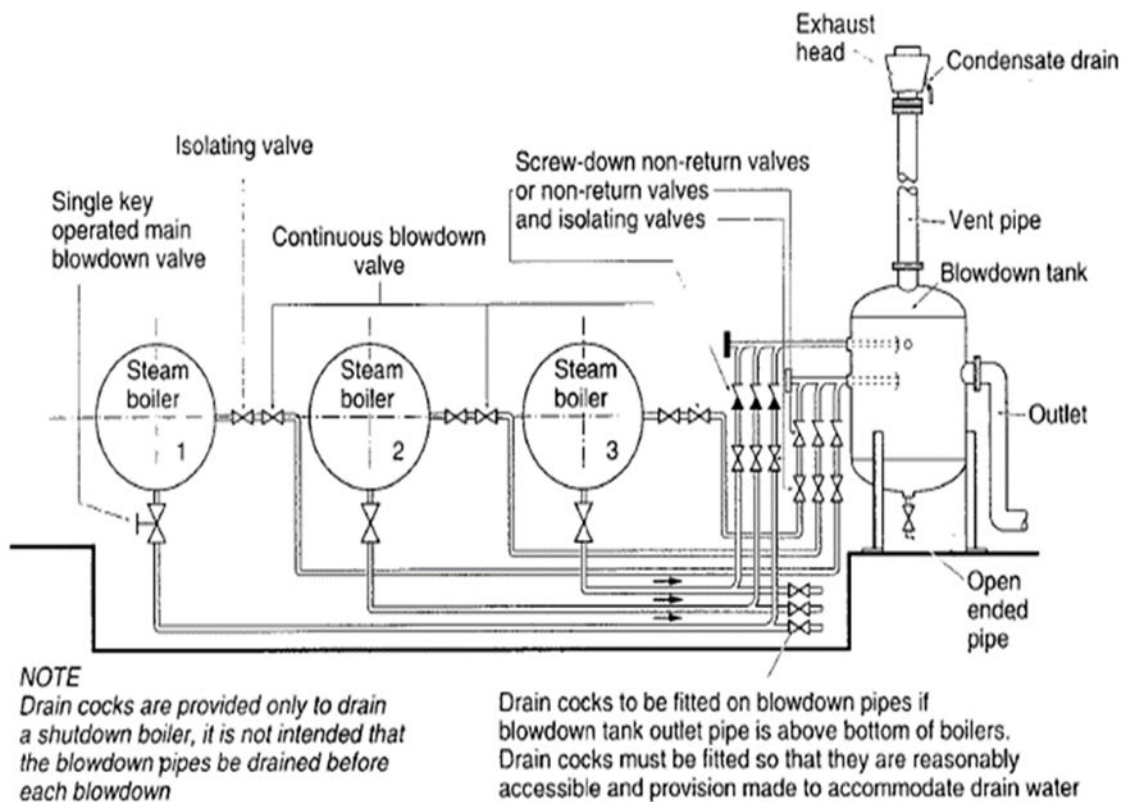 Exhaust
head
Condensate drain
Isolating valve
Screw-down non-return valves
or non-return valves
and isolating valves
Single key
operated main
blowdown valve
Continuous blowdown
valve
Vent pipe
Blowdown tank
Steam
boiler
1
Steam
boiler
2
Steam
boiler
3
Outlet
Open
ended
pipe
NOTE
Drain cocks are provided only to drain
a shutdown boiler, it is not intended that
the blowdown pipes be drained before
each blowdown
Drain cocks to be fitted on blowdown pipes if
blowdown tank outlet pipe is above bottom of boilers.
Drain cocks must be fitted so that they are reasonably
accessible and provision made to accommodate drain water